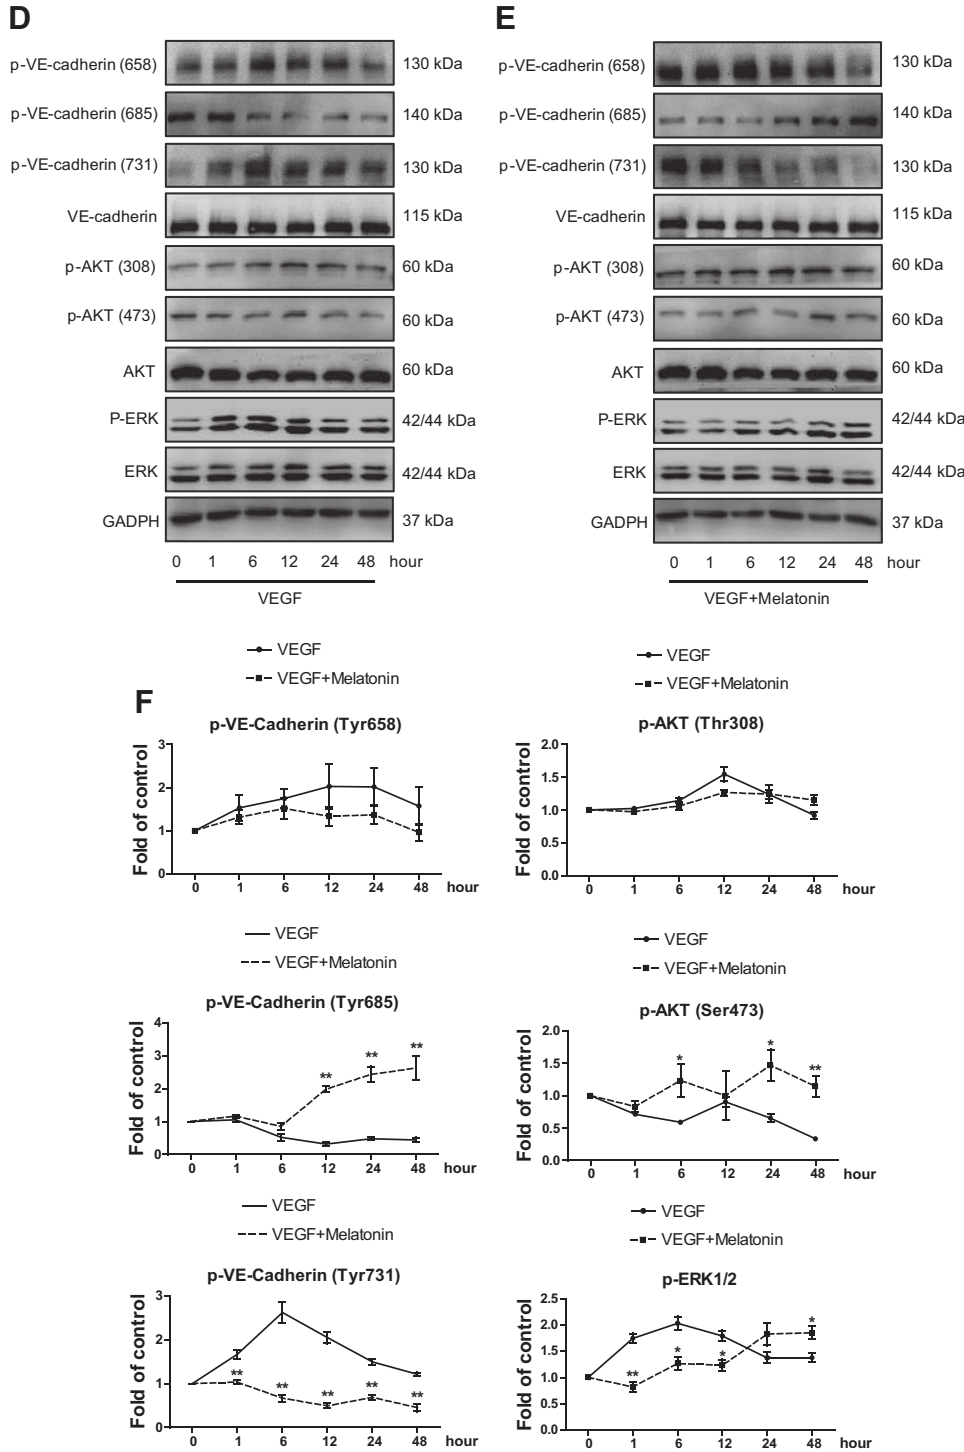 D
p-VE-cadherin (658) 130 kDa
p-VE-cadherin (685) 140 kDa
p-VE-cadherin (731) 130 kDa
VE-cadherin 115 kDa
p-AKT (308) 60 kDa
p-AKT (473) 60 kDa
AKT 60 kDa
P-ERK 42/44 kDa
ERK 42/44 kDa
GADPH 37 kDa
0 1 6 12 24 48 hour
VEGF
E
p-VE-cadherin (658) 130 kDa
p-VE-cadherin (685) 140 kDa
p-VE-cadherin (731) 130 kDa
VE-cadherin 115 kDa
p-AKT (308) 60 kDa
p-AKT (473) 60 kDa
AKT 60 kDa
P-ERK 42/44 kDa
ERK 42/44 kDa
GADPH 37 kDa
0 1 6 12 24 48 hour
VEGF+Melatonin
F
VEGF
VEGF+Melatonin
p-VE-Cadherin (Tyr658)
Fold of control
3
2
1
0
0 1 6 12 24 48 hour
VEGF
VEGF+Melatonin
p-AKT (Thr308)
Fold of control
2.0
1.5
1.0
0.5
0.0
0 1 6 12 24 48 hour
VEGF
VEGF+Melatonin
p-VE-Cadherin (Tyr685)
Fold of control
4
3
2
1
0
** ** **
0 1 6 12 24 48 hour
VEGF
VEGF+Melatonin
p-AKT (Ser473)
Fold of control
2.0
1.5
1.0
0.5
0.0
* * **
0 1 6 12 24 48 hour
VEGF
VEGF+Melatonin
p-VE-Cadherin (Tyr731)
Fold of control
3
2
1
0
** ** ** ** **
0 1 6 12 24 48 hour
VEGF
VEGF+Melatonin
p-ERK1/2
Fold of control
2.5
2.0
1.5
1.0
0.5
0.0
** * * *
0 1 6 12 24 48 hour